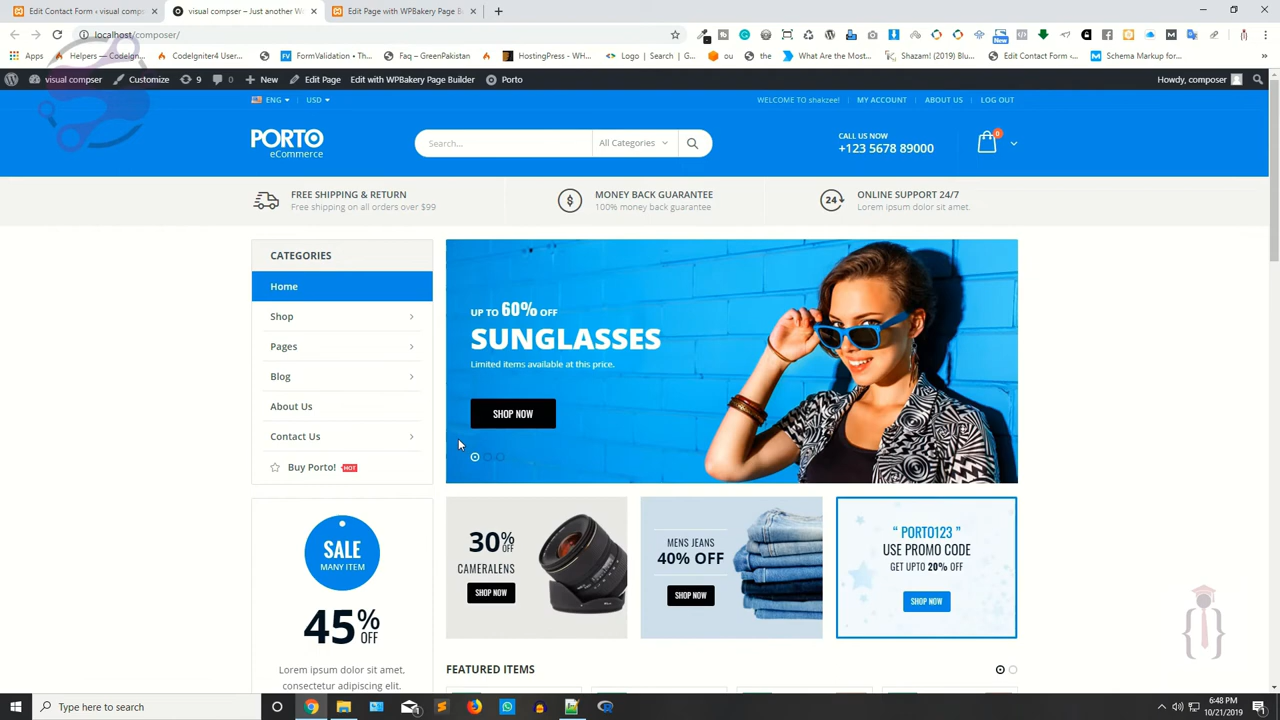 Edit Contact Form ‹ visual compo
visual compser – Just another W
Edit Page with WPBakery Page Bu
localhost/composer/
Apps
Helpers — CodeIgnit
CodeIgniter4 User...
FormValidation • Th...
Faq – GreenPakistan
HostingPress - WH...
Logo | Search | G...
ou
the
What Are the Most...
Shazam! (2019) Blu...
Edit Contact Form ‹...
Schema Markup for...
visual compser
Customize
9
0
New
Edit Page
Edit with WPBakery Page Builder
Porto
Howdy, composer
ENG
USD
WELCOME TO shakzee!
MY ACCOUNT
ABOUT US
LOG OUT
PORTO
eCommerce
Search...
All Categories
CALL US NOW
+123 5678 89000
0
FREE SHIPPING & RETURN
Free shipping on all orders over $99
MONEY BACK GUARANTEE
100% money back guarantee
24
ONLINE SUPPORT 24/7
Lorem ipsum dolor sit amet.
CATEGORIES
Home
Shop
Pages
Blog
About Us
Contact Us
Buy Porto! HOT
UP TO 60% OFF
SUNGLASSES
Limited items available at this price.
SHOP NOW
SALE
MANY ITEM
45% OFF
Lorem ipsum dolor sit amet,
consectetur adipiscing elit.
30% OFF
CAMERALENS
SHOP NOW
MENS JEANS
40% OFF
SHOP NOW
“ PORTO123 ”
USE PROMO CODE
GET UPTO 20% OFF
SHOP NOW
FEATURED ITEMS
Type here to search
6:48 PM
10/21/2019